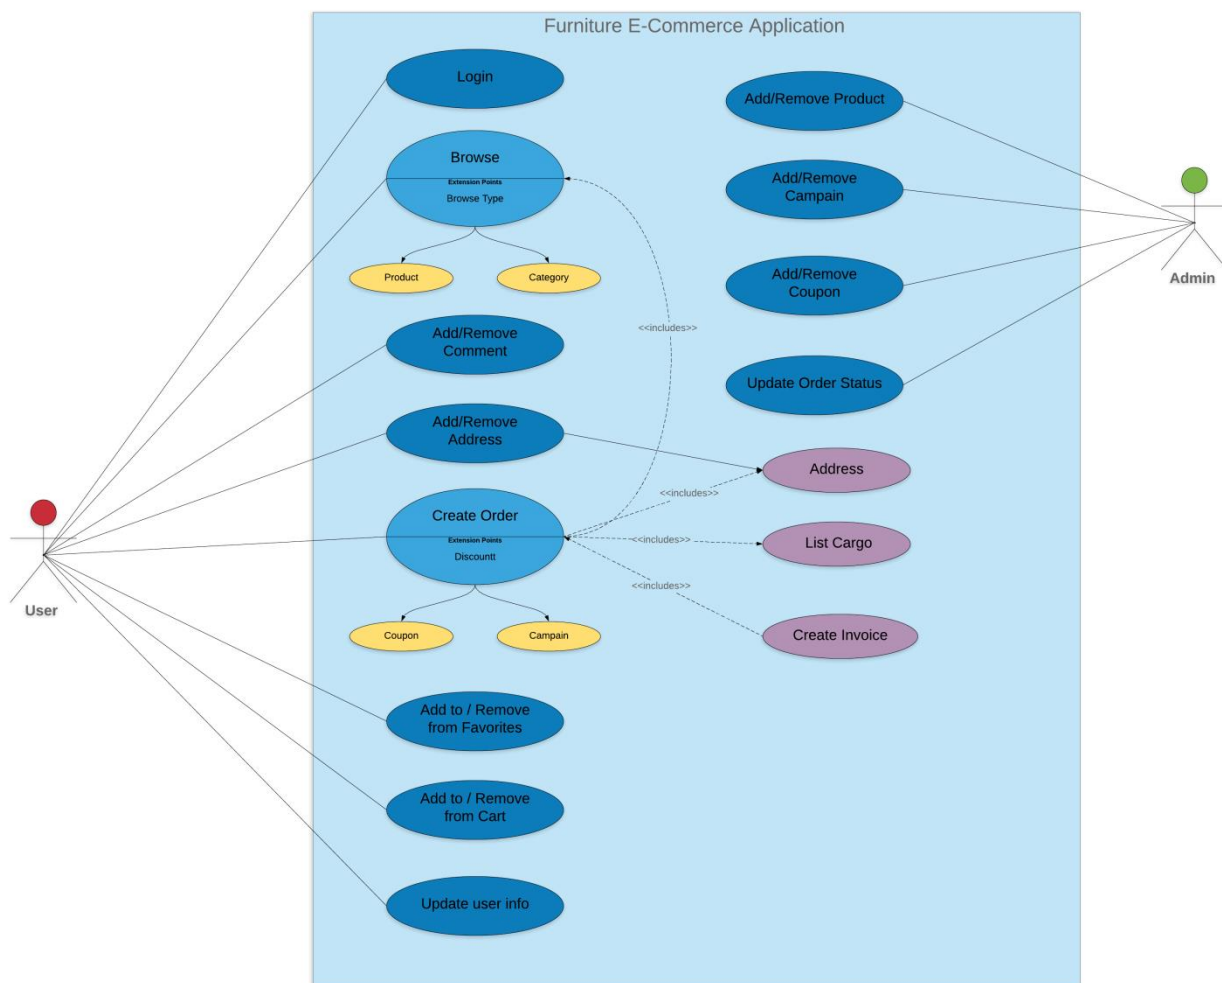 Furniture E-Commerce Application
Login
Browse
Extension Points
Browse Type
Product
Category
Add/Remove
Comment
Add/Remove
Address
Create Order
Extension Points
Discountt
Coupon
Campain
Add to / Remove
from Favorites
Add to / Remove
from Cart
Update user info
User
Add/Remove Product
Add/Remove
Campain
Add/Remove
Coupon
Update Order Status
Admin
<<includes>>
<<includes>>
<<includes>>
<<includes>>
Address
List Cargo
Create Invoice